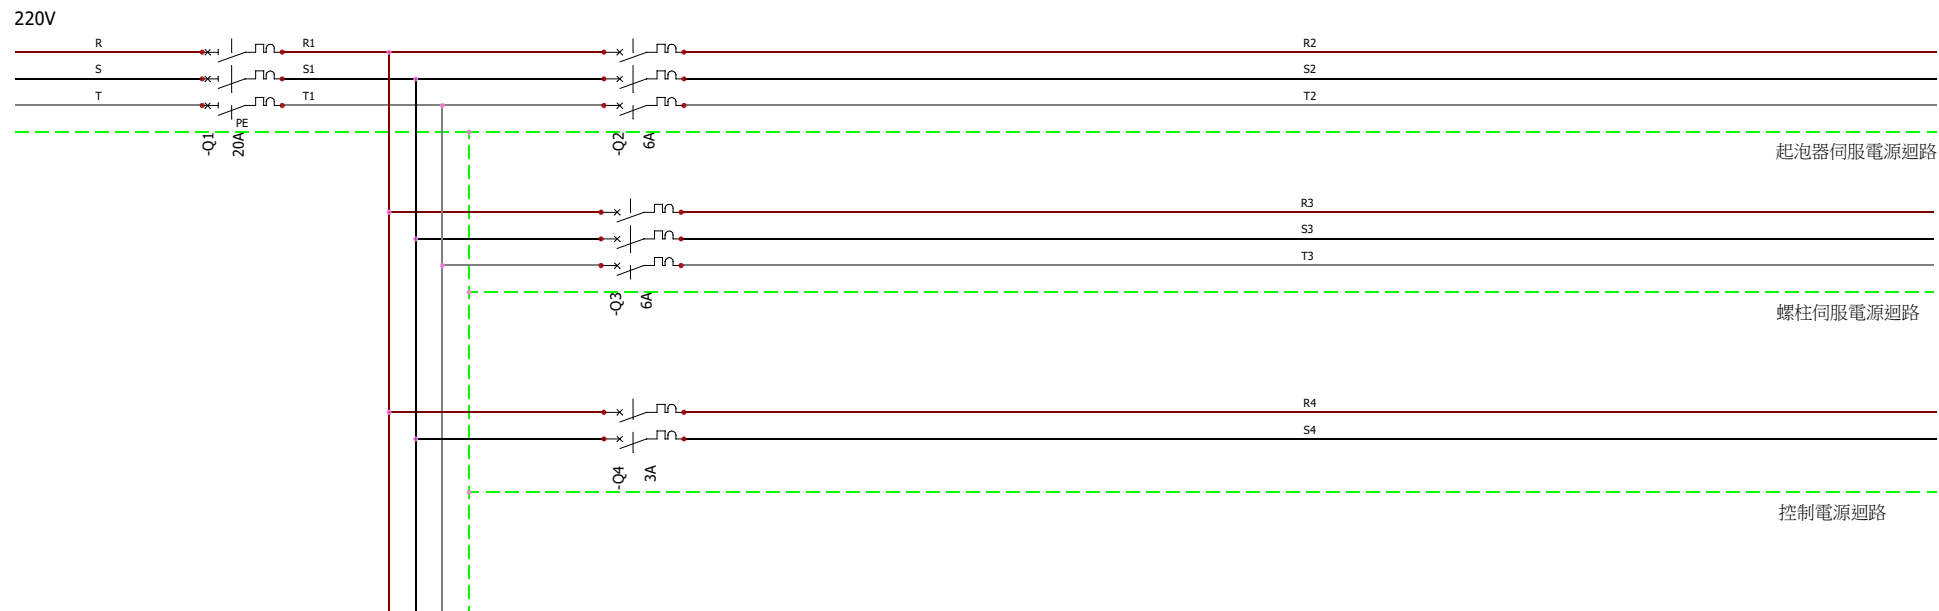 220V
R R1 R2
S S1 S2
T T1 T2
PE
-Q1 20A -Q2 6A
起泡器伺服電源迴路
R3
S3
T3
-Q3 6A
螺柱伺服電源迴路
R4
S4
-Q4 3A
控制電源迴路